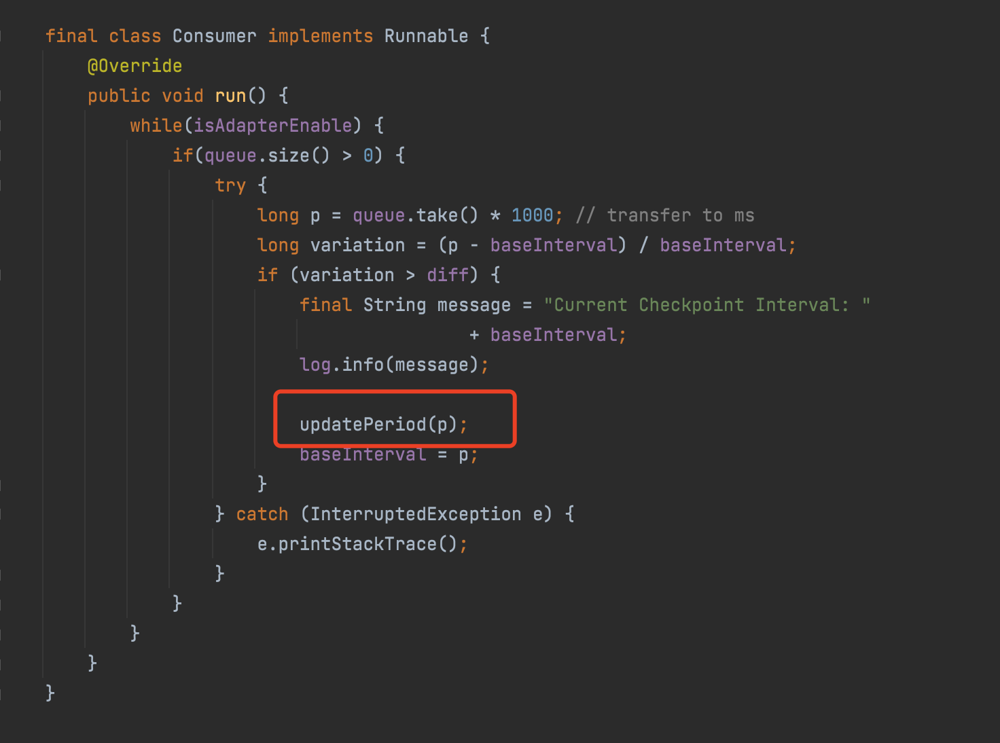 final class Consumer implements Runnable {
@Override
public void run() {
while(isAdapterEnable) {
if(queue.size() > 0) {
try {
long p = queue.take() * 1000; // transfer to ms
long variation = (p - baseInterval) / baseInterval;
if (variation > diff) {
final String message = "Current Checkpoint Interval: "
+ baseInterval;
log.info(message);
updatePeriod(p);
baseInterval = p;
}
} catch (InterruptedException e) {
e.printStackTrace();
}
}
}
}
}